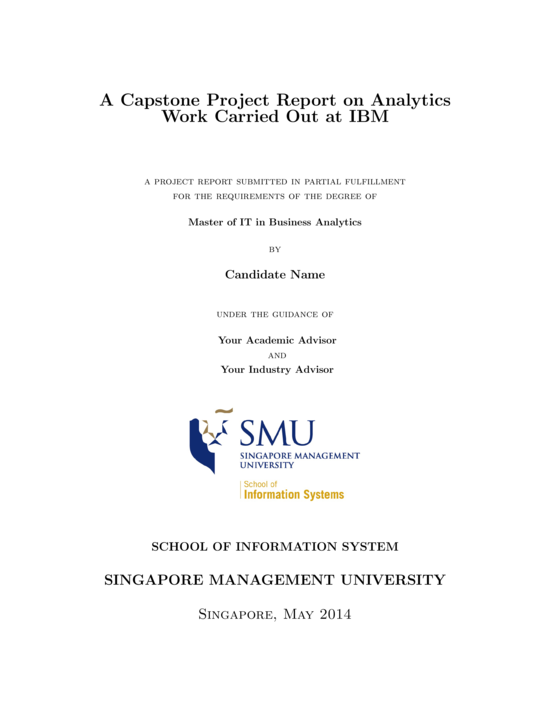 A Capstone Project Report on Analytics
Work Carried Out at IBM
A PROJECT REPORT SUBMITTED IN PARTIAL FULFILLMENT
FOR THE REQUIREMENTS OF THE DEGREE OF
Master of IT in Business Analytics
BY
Candidate Name
UNDER THE GUIDANCE OF
Your Academic Advisor
AND
Your Industry Advisor
SMU
SINGAPORE MANAGEMENT
UNIVERSITY
School of
Information Systems
SCHOOL OF INFORMATION SYSTEM
SINGAPORE MANAGEMENT UNIVERSITY
SINGAPORE, MAY 2014